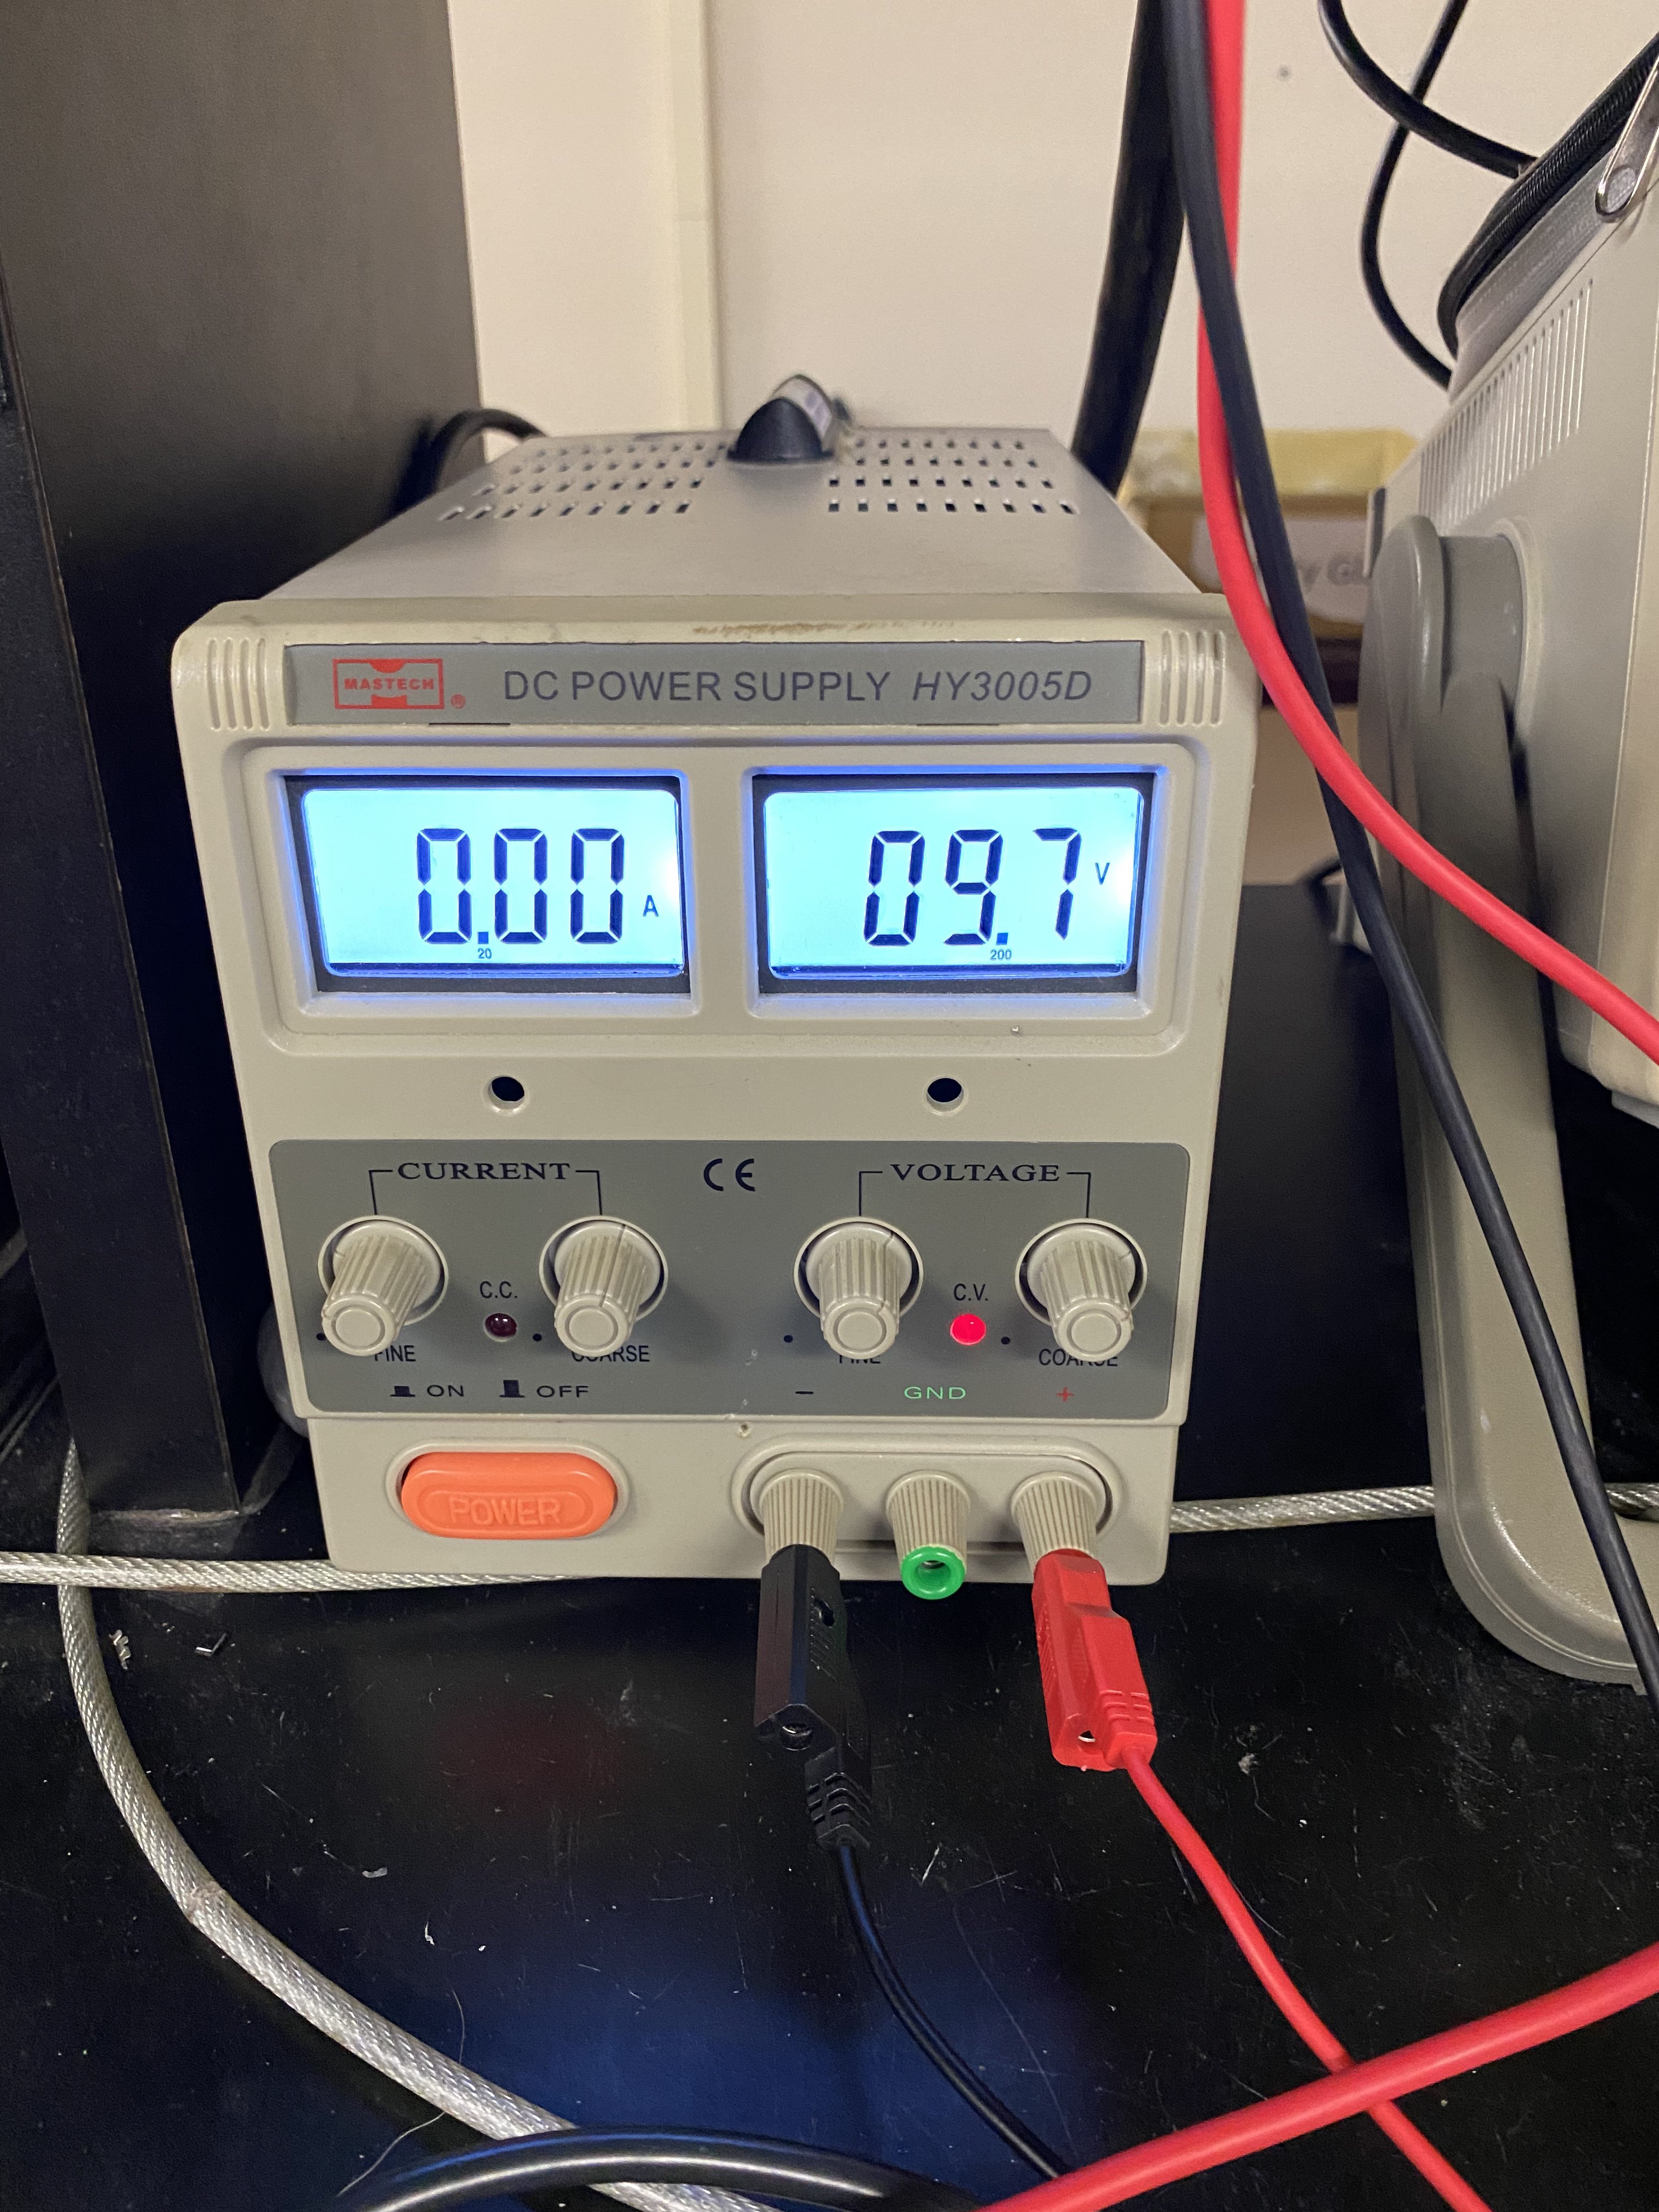 MASTECH ® DC POWER SUPPLY HY3005D
0.00 A 09.7 V
20 200
CURRENT CE VOLTAGE
C.C. C.V.
FINE COARSE FINE COARSE
ON OFF - GND +
POWER